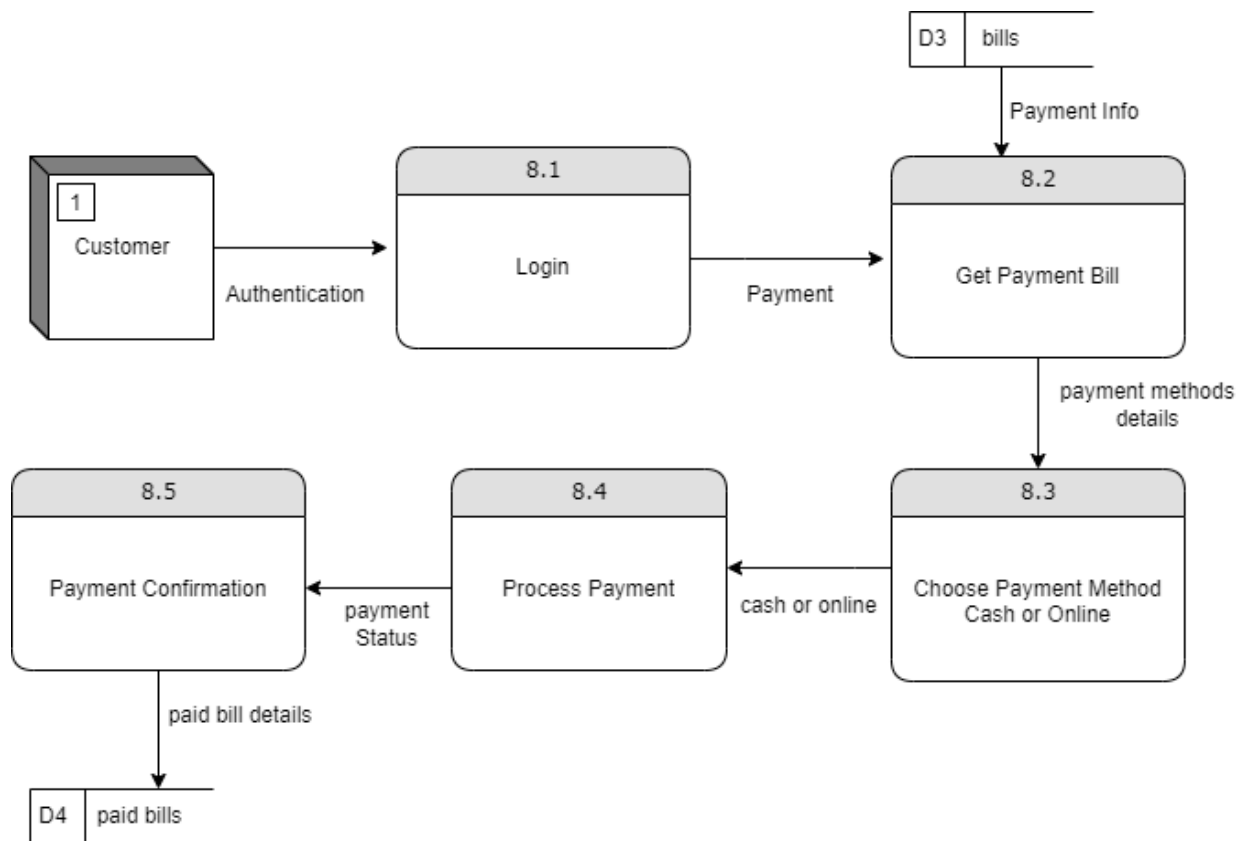 D3
bills
Payment Info
1
Customer
Authentication
8.1
Login
Payment
8.2
Get Payment Bill
payment methods
details
8.3
Choose Payment Method
Cash or Online
cash or online
8.4
Process Payment
payment
Status
8.5
Payment Confirmation
paid bill details
D4
paid bills